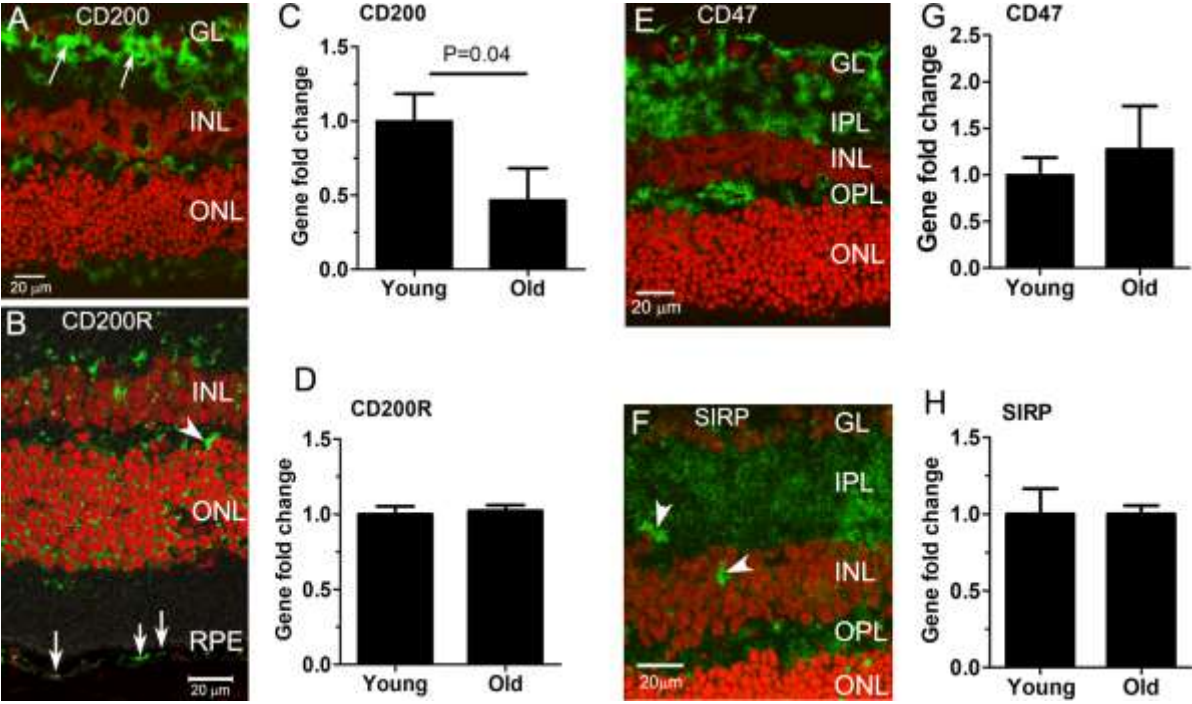 A
CD200
GL
INL
ONL
20 µm
B
CD200R
INL
ONL
RPE
20 µm
C
CD200
P=0.04
Gene fold change
1.5
1.0
0.5
0.0
Young Old
D
CD200R
Gene fold change
1.5
1.0
0.5
0.0
Young Old
E
CD47
GL
IPL
INL
OPL
ONL
20 µm
F
SIRP
GL
IPL
INL
OPL
ONL
20µm
G
CD47
Gene fold change
2.5
2.0
1.5
1.0
0.5
0.0
Young Old
H
SIRP
Gene fold change
1.5
1.0
0.5
0.0
Young Old